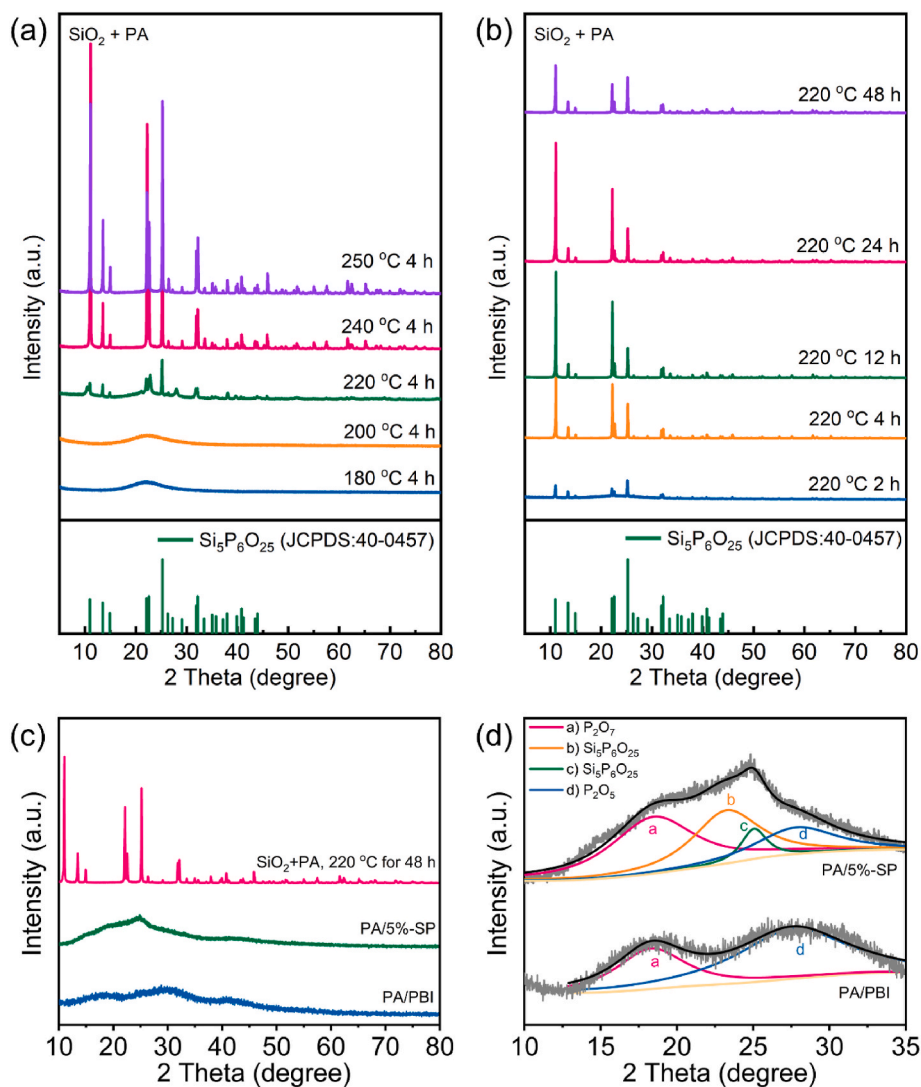 (a)
SiO₂ + PA
250 °C 4 h
240 °C 4 h
220 °C 4 h
200 °C 4 h
180 °C 4 h
Si₅P₆O₂₅ (JCPDS:40-0457)
Intensity (a.u.)
10 20 30 40 50 60 70 80
2 Theta (degree)
(b)
SiO₂ + PA
220 °C 48 h
220 °C 24 h
220 °C 12 h
220 °C 4 h
220 °C 2 h
Si₅P₆O₂₅ (JCPDS:40-0457)
Intensity (a.u.)
10 20 30 40 50 60 70 80
2 Theta (degree)
(c)
SiO₂+PA, 220 °C for 48 h
PA/5%-SP
PA/PBI
Intensity (a.u.)
10 20 30 40 50 60 70 80
2 Theta (degree)
(d)
a) P₂O₇
b) Si₅P₆O₂₅
c) Si₅P₆O₂₅
d) P₂O₅
a
b
c
d
PA/5%-SP
a
d
PA/PBI
Intensity (a.u.)
10 15 20 25 30 35
2 Theta (degree)